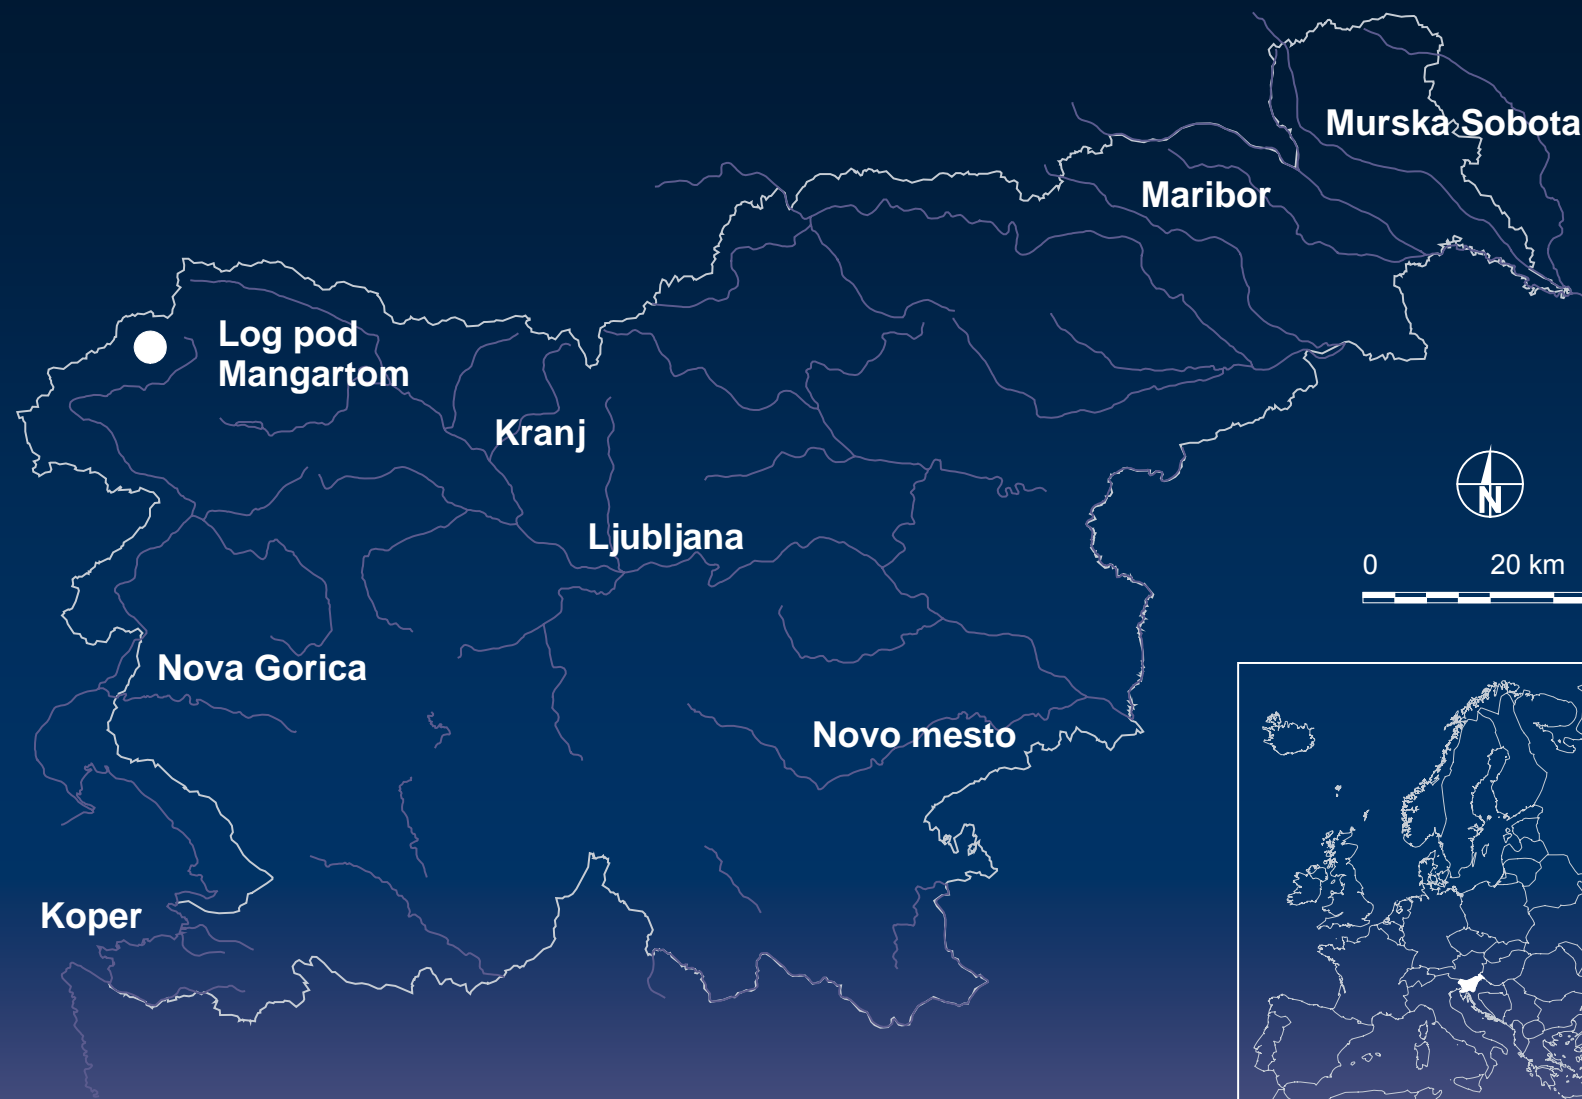 Murska Sobota
Maribor
Log pod
Mangartom
Kranj
N
Ljubljana
0 20 km
Nova Gorica
Novo mesto
Koper